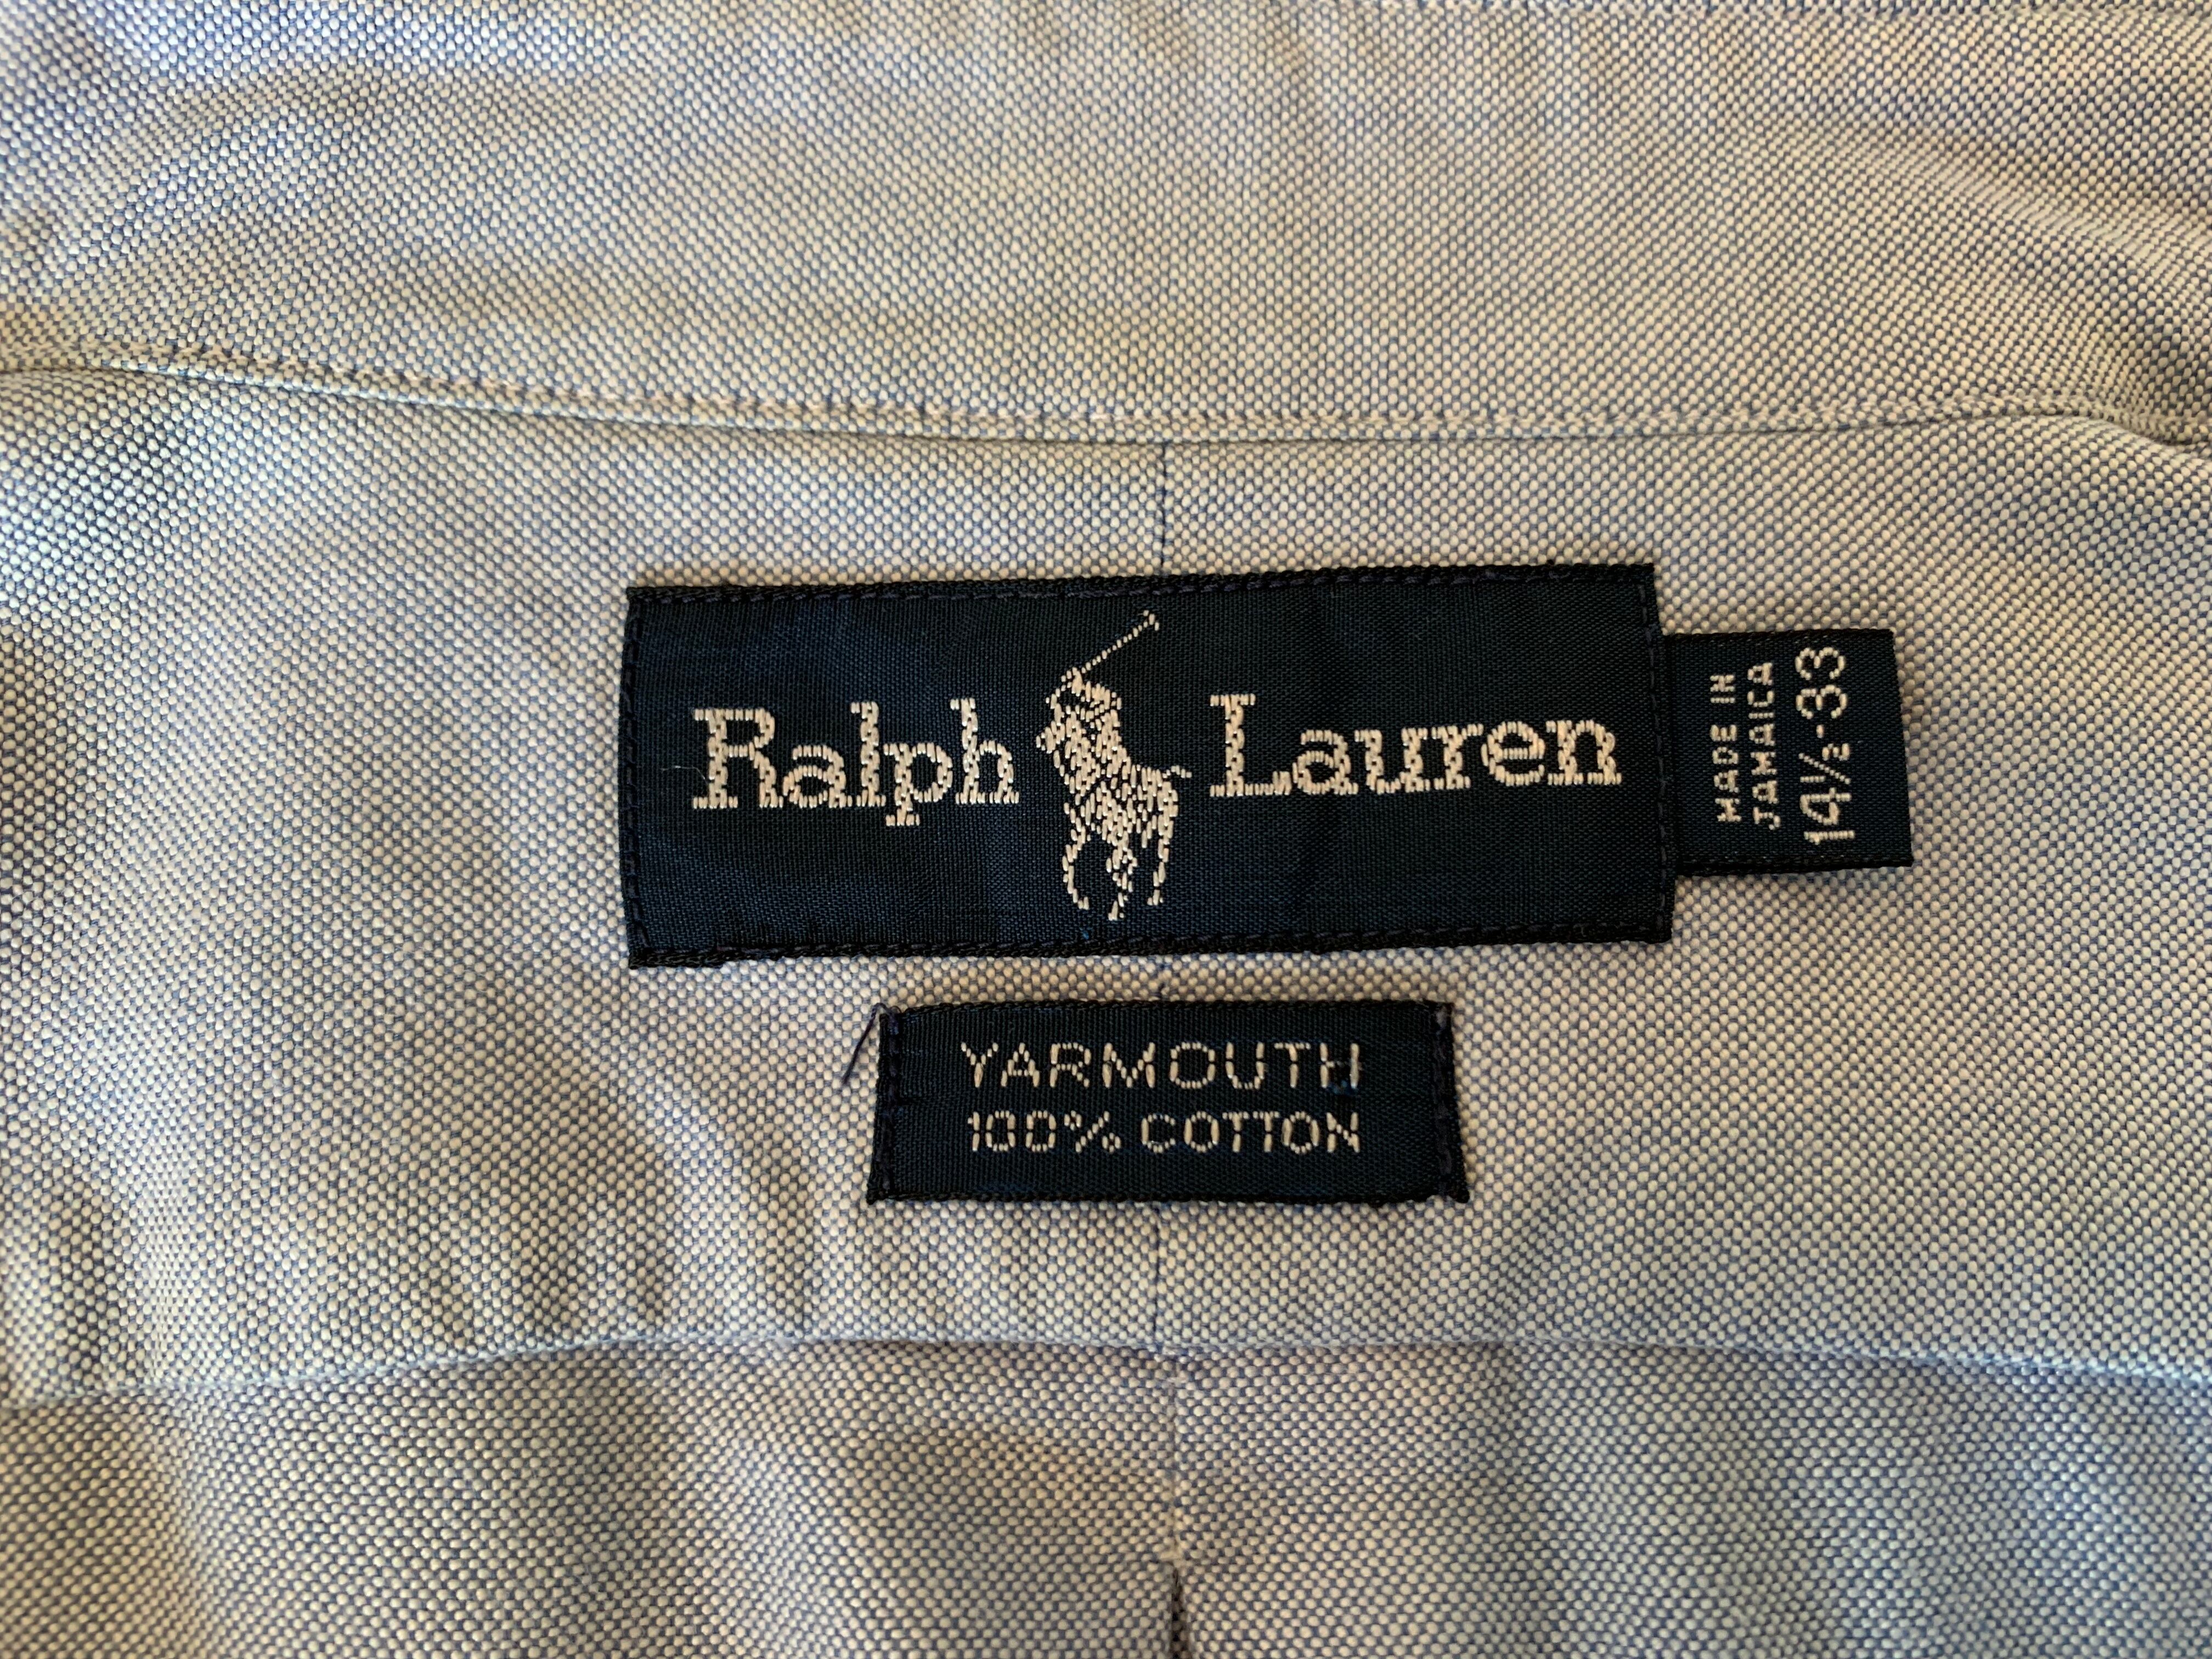 Ralph Lauren
MADE IN
JAMAICA
14½-33
YARMOUTH
100% COTTON